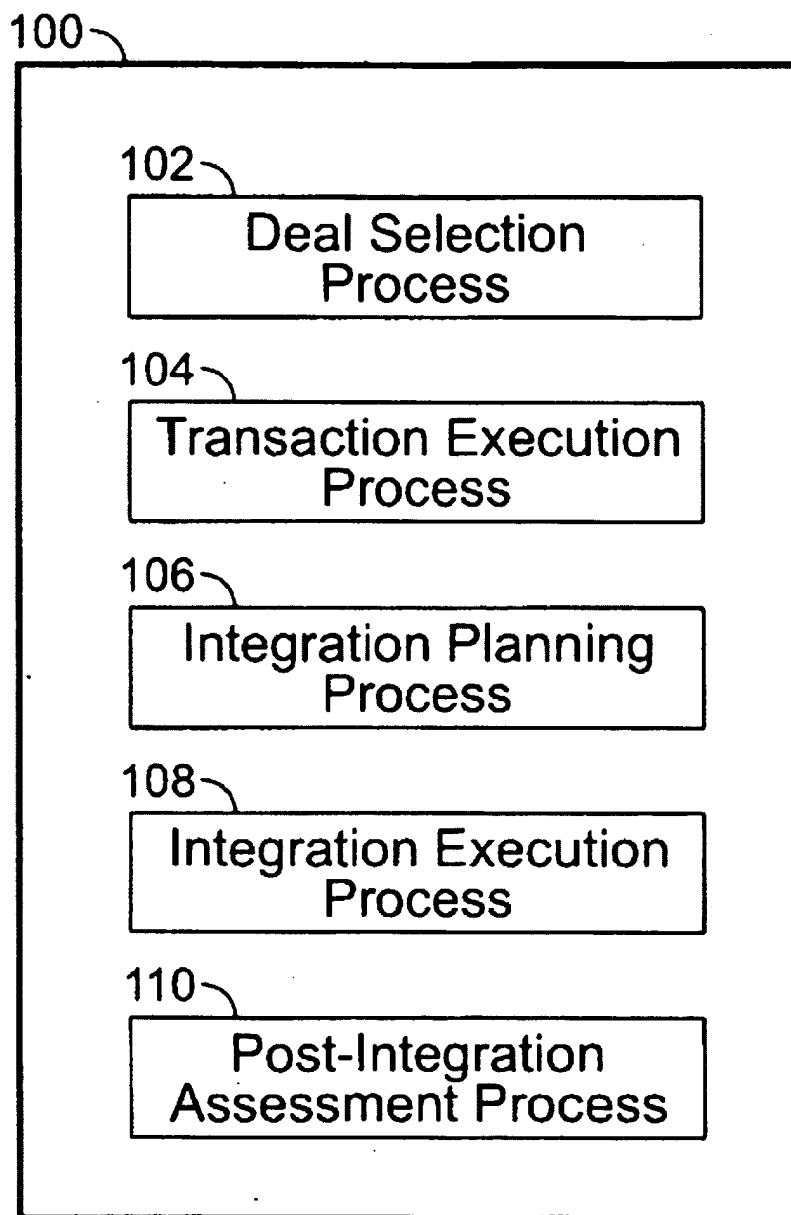 100
102
Deal Selection
Process
104
Transaction Execution
Process
106
Integration Planning
Process
108
Integration Execution
Process
110
Post-Integration
Assessment Process